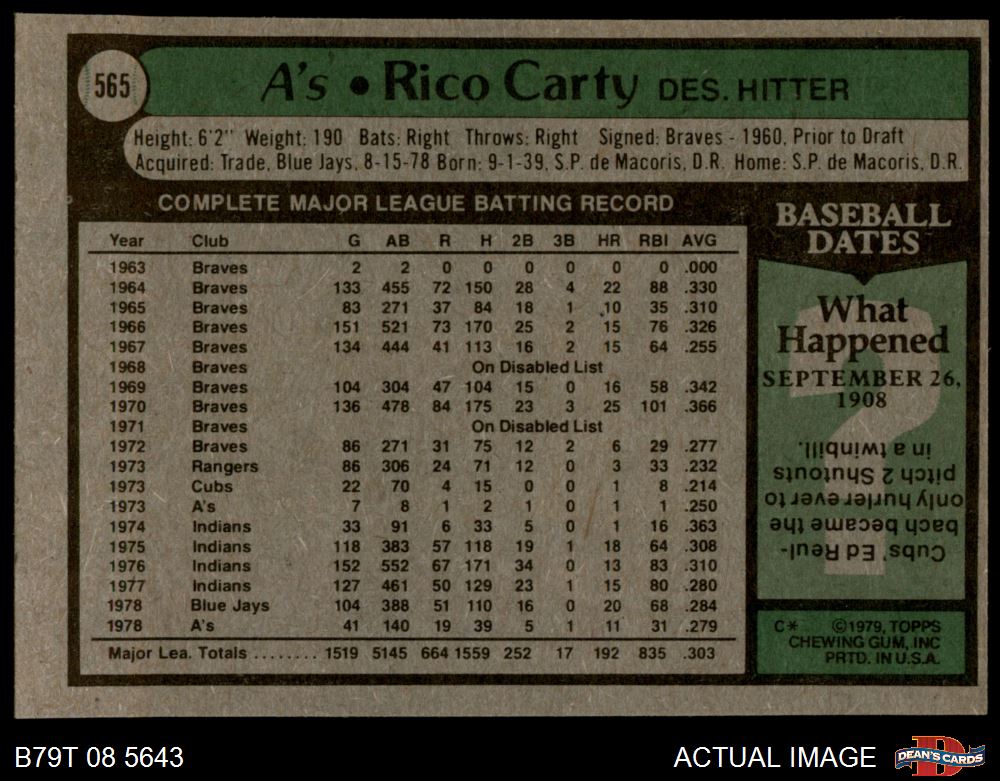 565
A's • Rico Carty DES. HITTER
Height: 6'2" Weight: 190 Bats: Right Throws: Right Signed: Braves - 1960, Prior to Draft
Acquired: Trade, Blue Jays, 8-15-78 Born: 9-1-39, S.P. de Macoris, D.R. Home: S.P. de Macoris, D.R.
COMPLETE MAJOR LEAGUE BATTING RECORD
Year Club G AB R H 2B 3B HR RBI AVG
1963 Braves 2 2 0 0 0 0 0 0 .000
1964 Braves 133 455 72 150 28 4 22 88 .330
1965 Braves 83 271 37 84 18 1 10 35 .310
1966 Braves 151 521 73 170 25 2 15 76 .326
1967 Braves 134 444 41 113 16 2 15 64 .255
1968 Braves On Disabled List
1969 Braves 104 304 47 104 15 0 16 58 .342
1970 Braves 136 478 84 175 23 3 25 101 .366
1971 Braves On Disabled List
1972 Braves 86 271 31 75 12 2 6 29 .277
1973 Rangers 86 306 24 71 12 0 3 33 .232
1973 Cubs 22 70 4 15 0 0 1 8 .214
1973 A's 7 8 1 2 1 0 1 1 .250
1974 Indians 33 91 6 33 5 0 1 16 .363
1975 Indians 118 383 57 118 19 1 18 64 .308
1976 Indians 152 552 67 171 34 0 13 83 .310
1977 Indians 127 461 50 129 23 1 15 80 .280
1978 Blue Jays 104 388 51 110 16 0 20 68 .284
1978 A's 41 140 19 39 5 1 11 31 .279
Major Lea. Totals ........ 1519 5145 664 1559 252 17 192 835 .303
BASEBALL
DATES
What
Happened
SEPTEMBER 26,
1908
Cubs' Ed Reul-
bach became the
only hurler ever to
pitch 2 Shutouts
in a twinbill.
C* ©1979, TOPPS
CHEWING GUM, INC
PRTD. IN U.S.A.
B79T 08 5643
ACTUAL IMAGE
D
DEAN'S CARDS